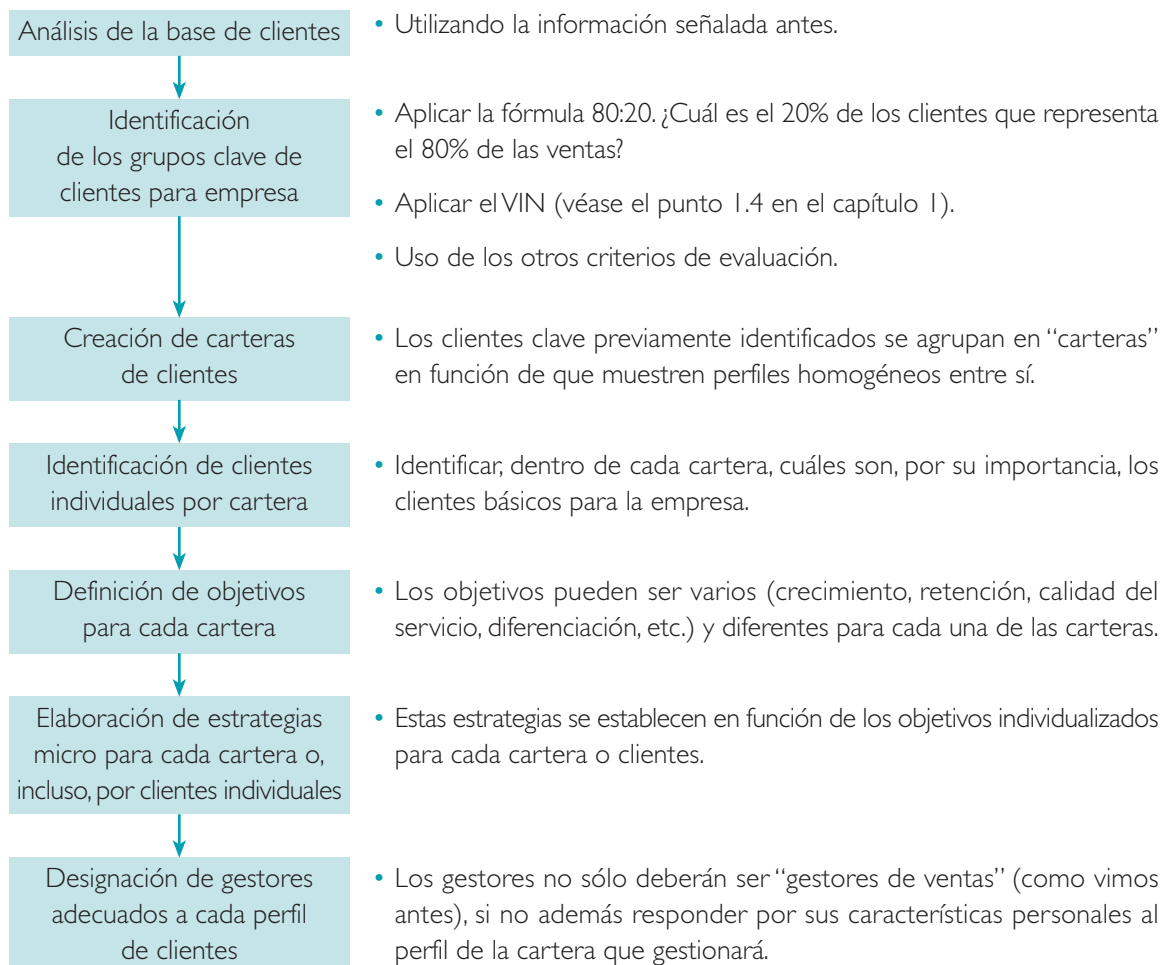 Análisis de la base de clientes
• Utilizando la información señalada antes.
Identificación
de los grupos clave de
clientes para empresa
• Aplicar la fórmula 80:20. ¿Cuál es el 20% de los clientes que representa
el 80% de las ventas?
• Aplicar el VIN (véase el punto 1.4 en el capítulo 1).
• Uso de los otros criterios de evaluación.
Creación de carteras
de clientes
• Los clientes clave previamente identificados se agrupan en “carteras”
en función de que muestren perfiles homogéneos entre sí.
Identificación de clientes
individuales por cartera
• Identificar, dentro de cada cartera, cuáles son, por su importancia, los
clientes básicos para la empresa.
Definición de objetivos
para cada cartera
• Los objetivos pueden ser varios (crecimiento, retención, calidad del
servicio, diferenciación, etc.) y diferentes para cada una de las carteras.
Elaboración de estrategias
micro para cada cartera o,
incluso, por clientes individuales
• Estas estrategias se establecen en función de los objetivos individualizados
para cada cartera o clientes.
Designación de gestores
adecuados a cada perfil
de clientes
• Los gestores no sólo deberán ser “gestores de ventas” (como vimos
antes), si no además responder por sus características personales al
perfil de la cartera que gestionará.